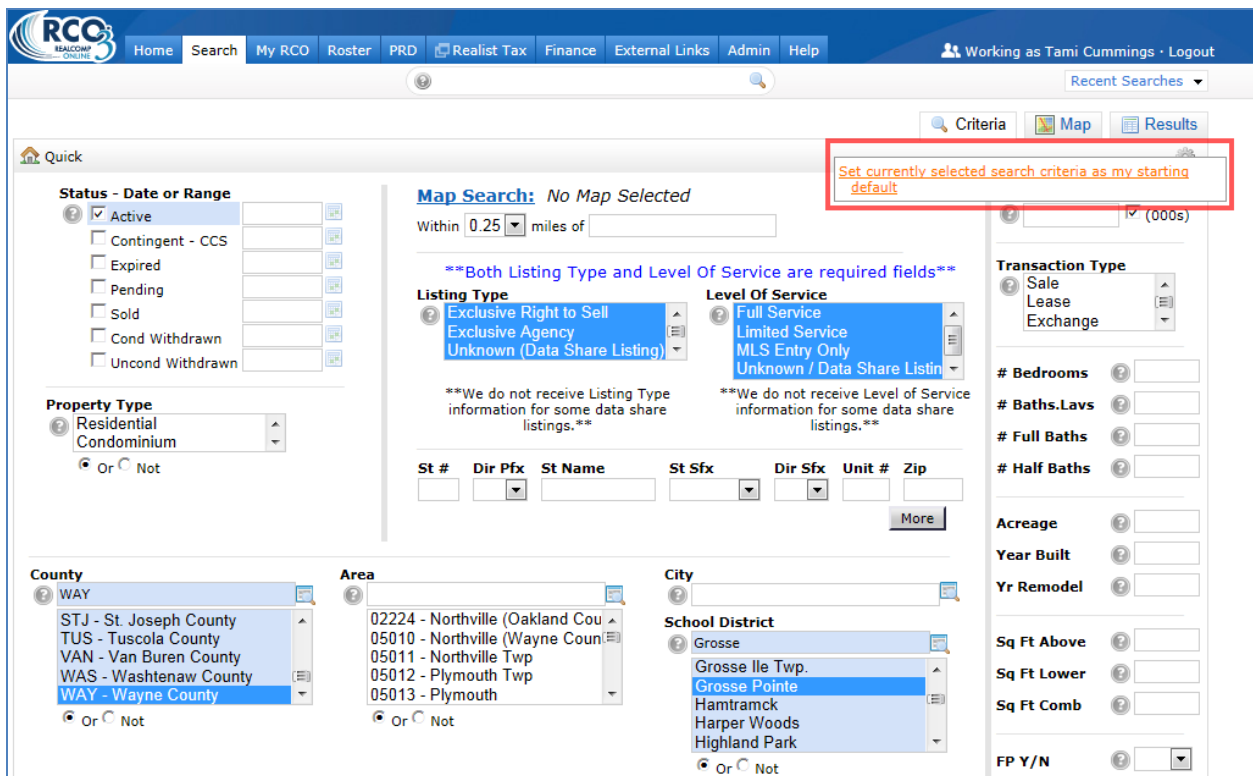 RCO3
REALCOMP
ONLINE
Home Search My RCO Roster PRD Realist Tax Finance External Links Admin Help
Working as Tami Cummings · Logout
Recent Searches
Criteria Map Results
Quick
Set currently selected search criteria as my starting
default
Status - Date or Range
Active
Contingent - CCS
Expired
Pending
Sold
Cond Withdrawn
Uncond Withdrawn
Property Type
Residential
Condominium
Or Not
Map Search: No Map Selected
Within 0.25 miles of
**Both Listing Type and Level Of Service are required fields**
Listing Type
Exclusive Right to Sell
Exclusive Agency
Unknown (Data Share Listing)
**We do not receive Listing Type
information for some data share
listings.**
Level Of Service
Full Service
Limited Service
MLS Entry Only
Unknown / Data Share Listin
**We do not receive Level of Service
information for some data share
listings.**
St # Dir Pfx St Name St Sfx Dir Sfx Unit # Zip
More
(000s)
Transaction Type
Sale
Lease
Exchange
# Bedrooms
# Baths.Lavs
# Full Baths
# Half Baths
Acreage
Year Built
Yr Remodel
Sq Ft Above
Sq Ft Lower
Sq Ft Comb
FP Y/N
County
WAY
STJ - St. Joseph County
TUS - Tuscola County
VAN - Van Buren County
WAS - Washtenaw County
WAY - Wayne County
Or Not
Area
02224 - Northville (Oakland Cou
05010 - Northville (Wayne Coun
05011 - Northville Twp
05012 - Plymouth Twp
05013 - Plymouth
Or Not
City
School District
Grosse
Grosse Ile Twp.
Grosse Pointe
Hamtramck
Harper Woods
Highland Park
Or Not